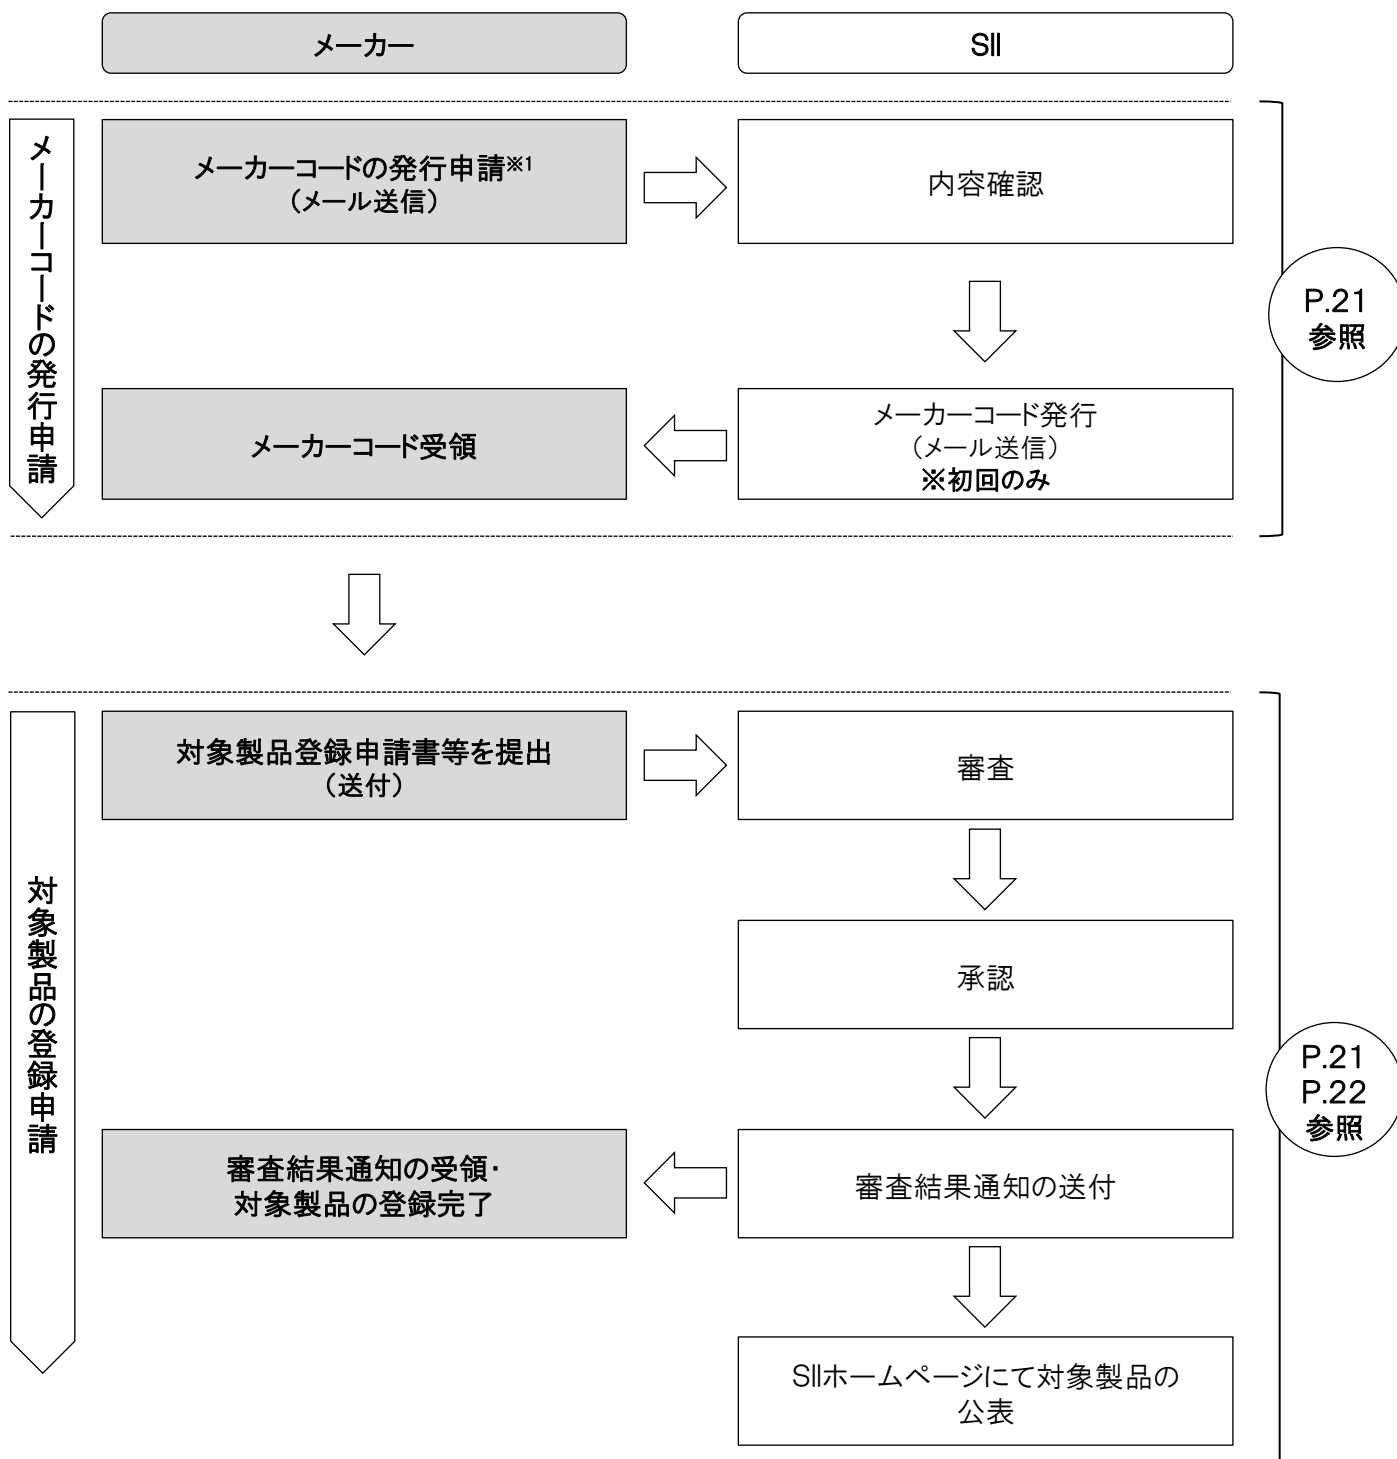 メーカー
SII
メーカーコードの発行申請
メーカーコードの発行申請※1
（メール送信）
内容確認
P.21
参照
メーカーコード受領
メーカーコード発行
（メール送信）
※初回のみ
対象製品の登録申請
対象製品登録申請書等を提出
（送付）
審査
承認
P.21
P.22
参照
審査結果通知の受領・
対象製品の登録完了
審査結果通知の送付
SIIホームページにて対象製品の
公表